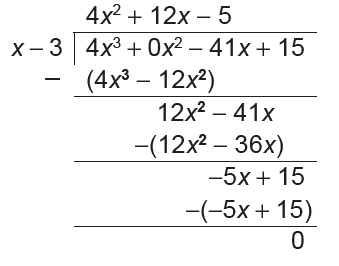 4x² + 12x – 5
x – 3 4x³ + 0x² – 41x + 15
– (4x³ – 12x²)
12x² – 41x
–(12x² – 36x)
–5x + 15
–(–5x + 15)
0